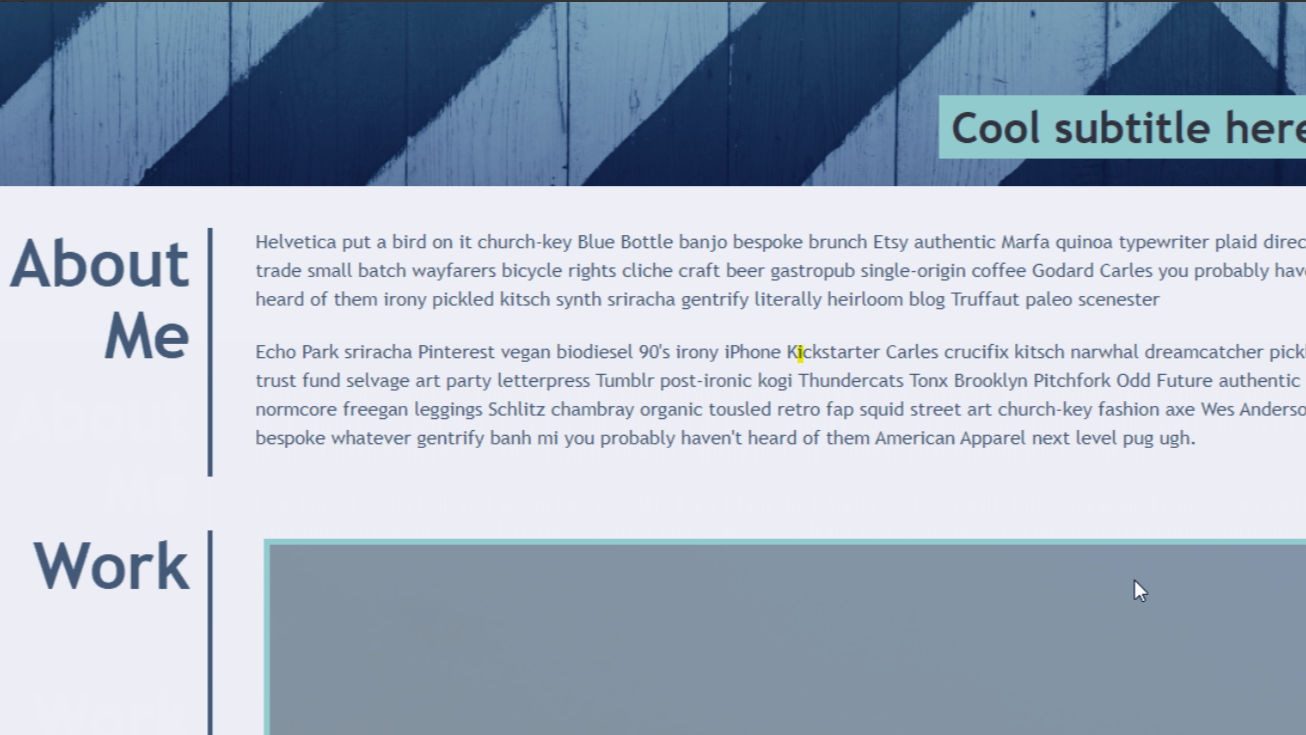 Cool subtitle here
About
Me
Helvetica put a bird on it church-key Blue Bottle banjo bespoke brunch Etsy authentic Marfa quinoa typewriter plaid
trade small batch wayfarers bicycle rights cliche craft beer gastropub single-origin coffee Godard Carles you probably
heard of them irony pickled kitsch synth sriracha gentrify literally heirloom blog Truffaut paleo scenester
Echo Park sriracha Pinterest vegan biodiesel 90's irony iPhone Kickstarter Carles crucifix kitsch narwhal dreamcatcher
trust fund selvage art party letterpress Tumblr post-ironic kogi Thundercats Tonx Brooklyn Pitchfork Odd Future authentic
normcore freegan leggings Schlitz chambray organic tousled retro fap squid street art church-key fashion axe Wes
bespoke whatever gentrify banh mi you probably haven't heard of them American Apparel next level pug ugh.
Work